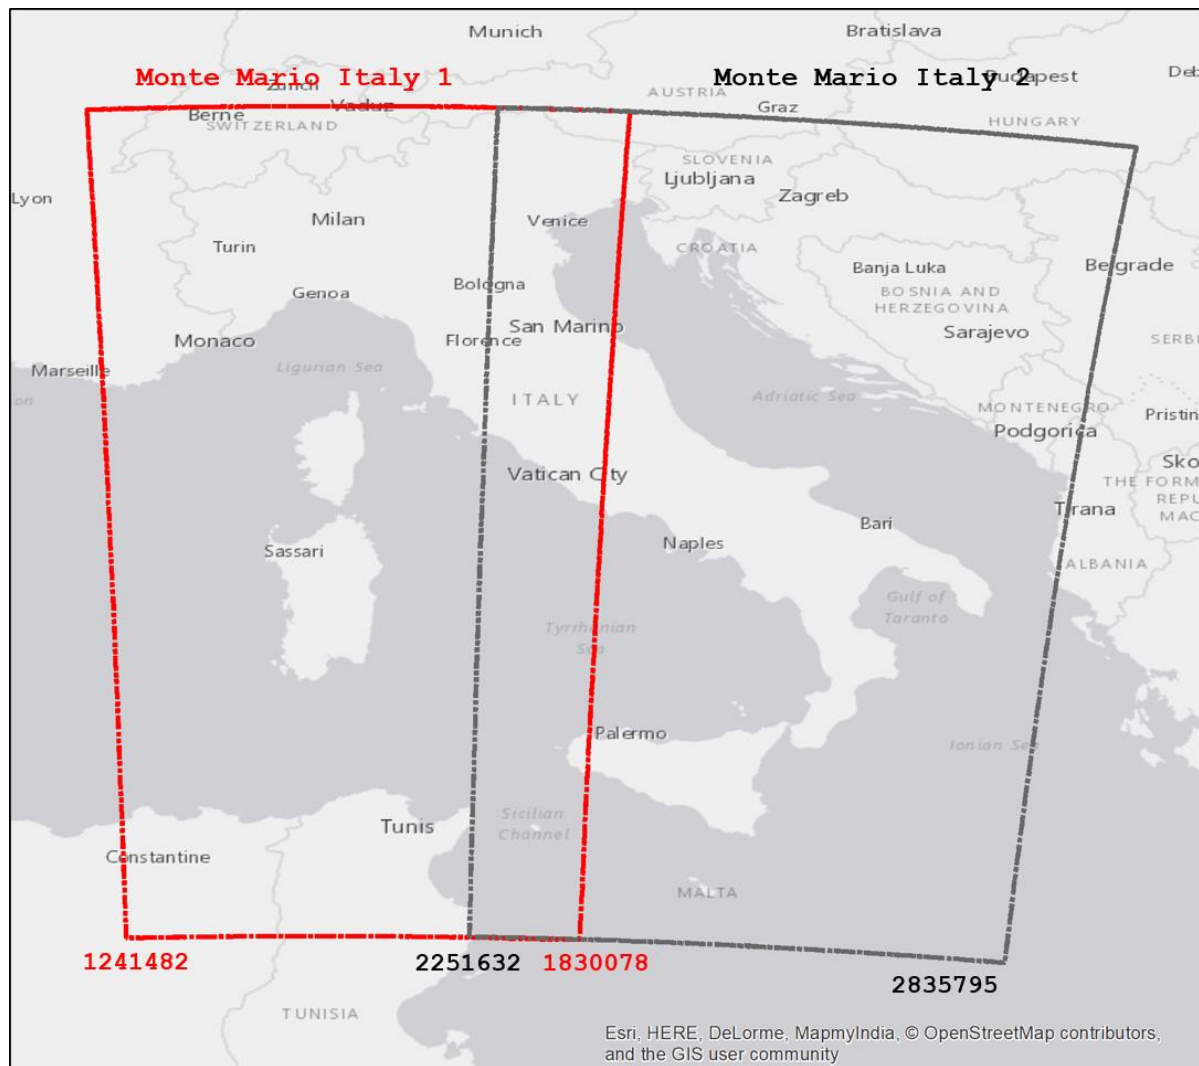 Munich
Bratislava
Monte Mario Italy 1
Monte Mario Italy 2
Zurich
Budapest
Deb
Vaduz
AUSTRIA
Graz
Berne
SWITZERLAND
HUNGARY
SLOVENIA
Ljubljana
Lyon
Zagreb
Milan
Venice
Turin
CROATIA
Banja Luka
Belgrade
Bologna
Genoa
BOSNIA AND
HERZEGOVINA
San Marino
Sarajevo
Monaco
Florence
SERB
Marseille
Ligurian Sea
on
ITALY
Adriatic Sea
MONTENEGRO
Pristin
Podgorica
Sko
Vatican City
THE FORM
REPU
MAC
Tirana
Bari
Sassari
Naples
ALBANIA
Gulf of
Taranto
Tyrrhenian
Sea
Palermo
Ionian Sea
Sicilian
Channel
Tunis
Constantine
MALTA
1241482
2251632
1830078
2835795
TUNISIA
Esri, HERE, DeLorme, MapmyIndia, © OpenStreetMap contributors,
and the GIS user community